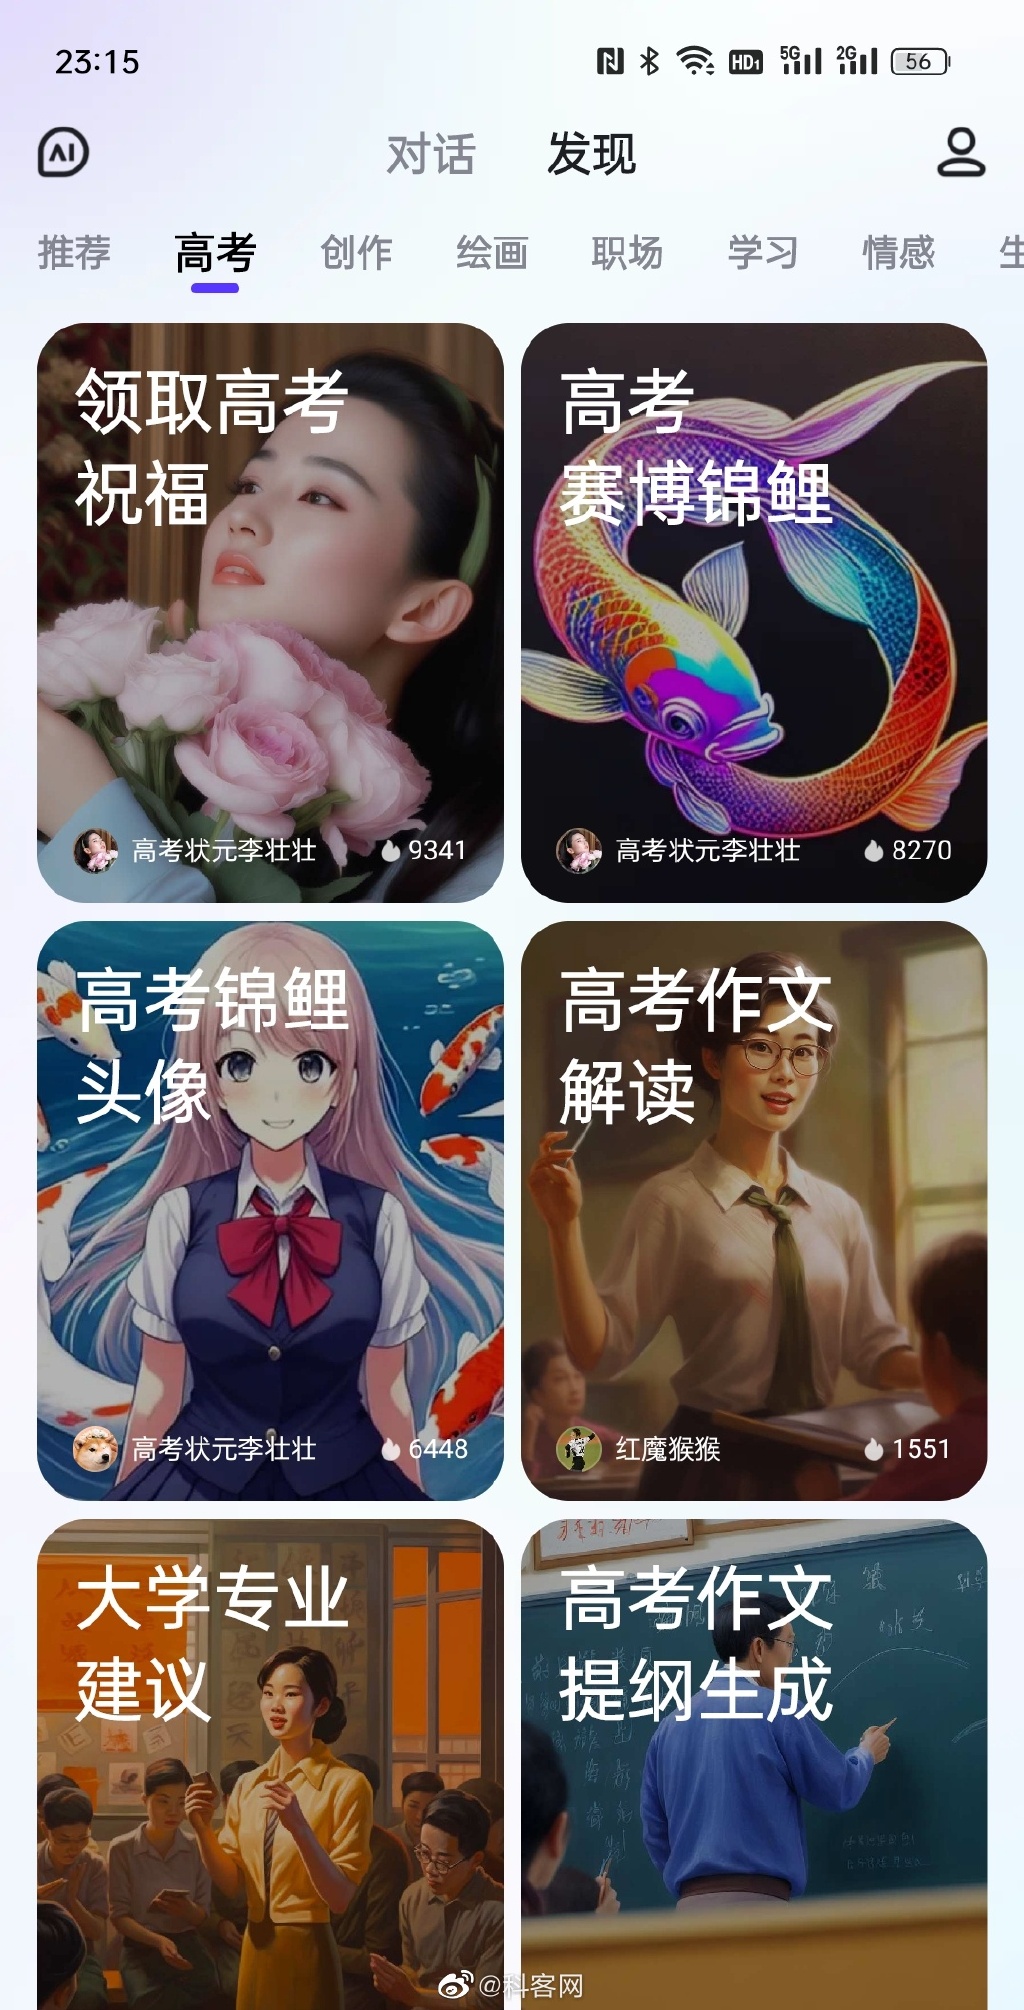 23:15
HD1 5G 2G 56
AI
对话 发现
推荐 高考 创作 绘画 职场 学习 情感 生
领取高考
祝福
高考状元李壮壮 9341
高考
赛博锦鲤
高考状元李壮壮 8270
高考锦鲤
头像
高考状元李壮壮 6448
高考作文
解读
红魔猴猴 1551
大学专业
建议
高考作文
提纲生成
@科客网